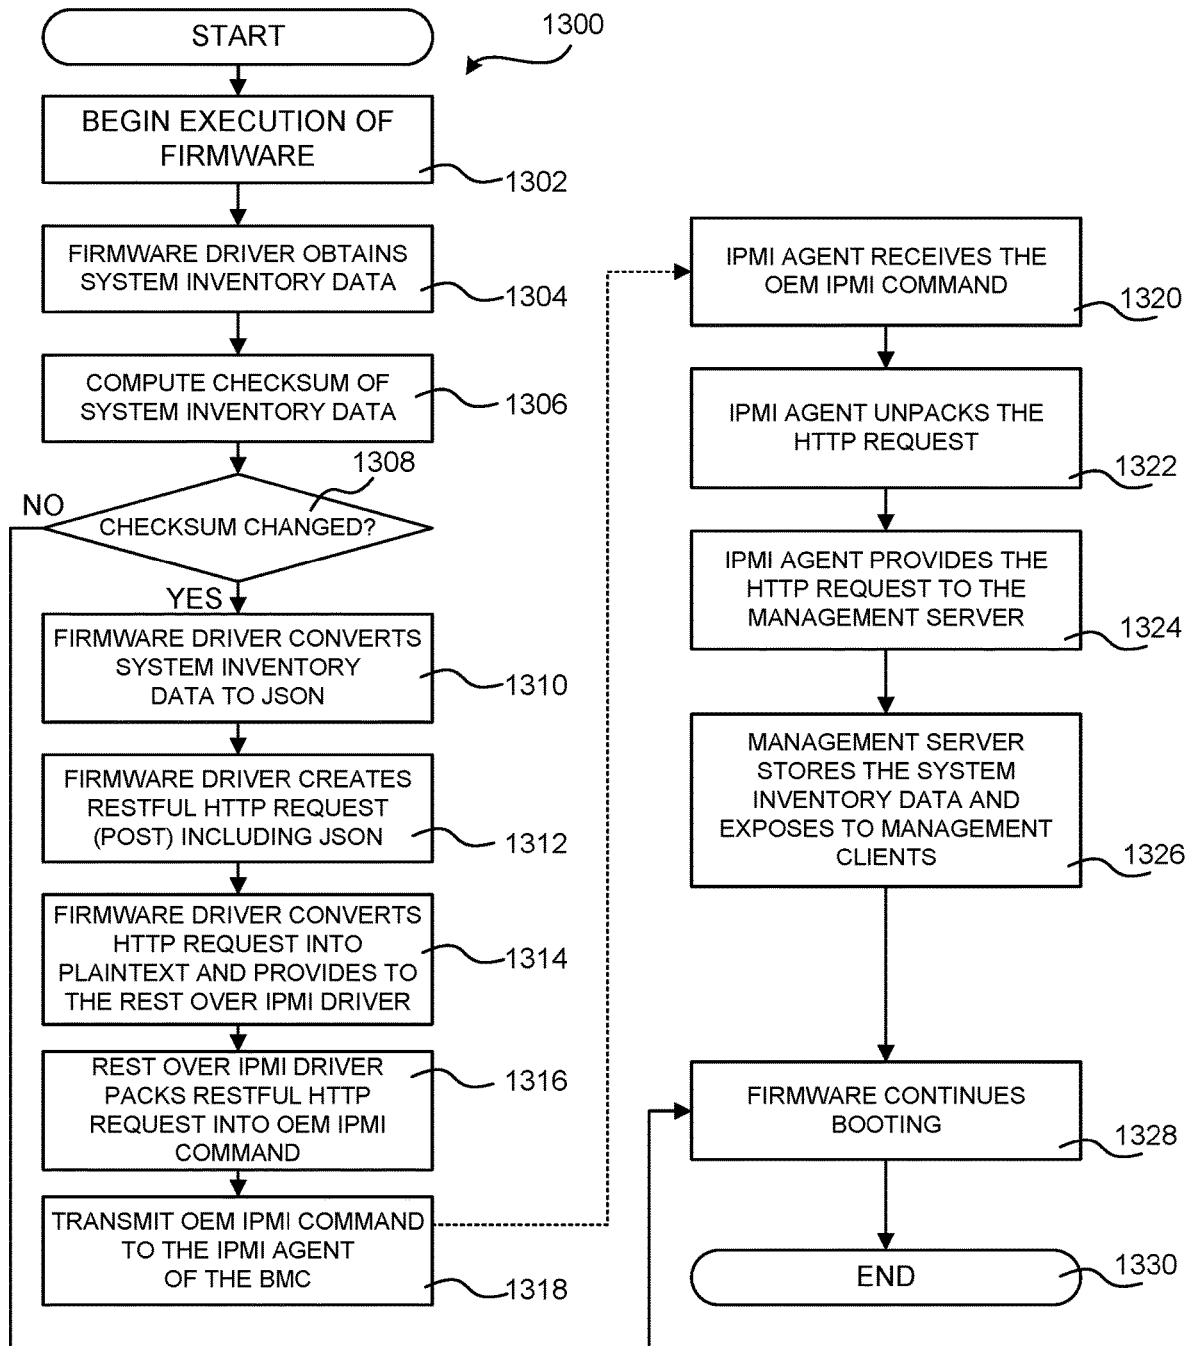 START
1300
BEGIN EXECUTION OF
FIRMWARE
1302
FIRMWARE DRIVER OBTAINS
SYSTEM INVENTORY DATA
1304
COMPUTE CHECKSUM OF
SYSTEM INVENTORY DATA
1306
1308
NO
CHECKSUM CHANGED?
YES
FIRMWARE DRIVER CONVERTS
SYSTEM INVENTORY
DATA TO JSON
1310
FIRMWARE DRIVER CREATES
RESTFUL HTTP REQUEST
(POST) INCLUDING JSON
1312
FIRMWARE DRIVER CONVERTS
HTTP REQUEST INTO
PLAINTEXT AND PROVIDES TO
THE REST OVER IPMI DRIVER
1314
REST OVER IPMI DRIVER
PACKS RESTFUL HTTP
REQUEST INTO OEM IPMI
COMMAND
1316
TRANSMIT OEM IPMI COMMAND
TO THE IPMI AGENT
OF THE BMC
1318
IPMI AGENT RECEIVES THE
OEM IPMI COMMAND
1320
IPMI AGENT UNPACKS THE
HTTP REQUEST
1322
IPMI AGENT PROVIDES THE
HTTP REQUEST TO THE
MANAGEMENT SERVER
1324
MANAGEMENT SERVER
STORES THE SYSTEM
INVENTORY DATA AND
EXPOSES TO MANAGEMENT
CLIENTS
1326
FIRMWARE CONTINUES
BOOTING
1328
END
1330